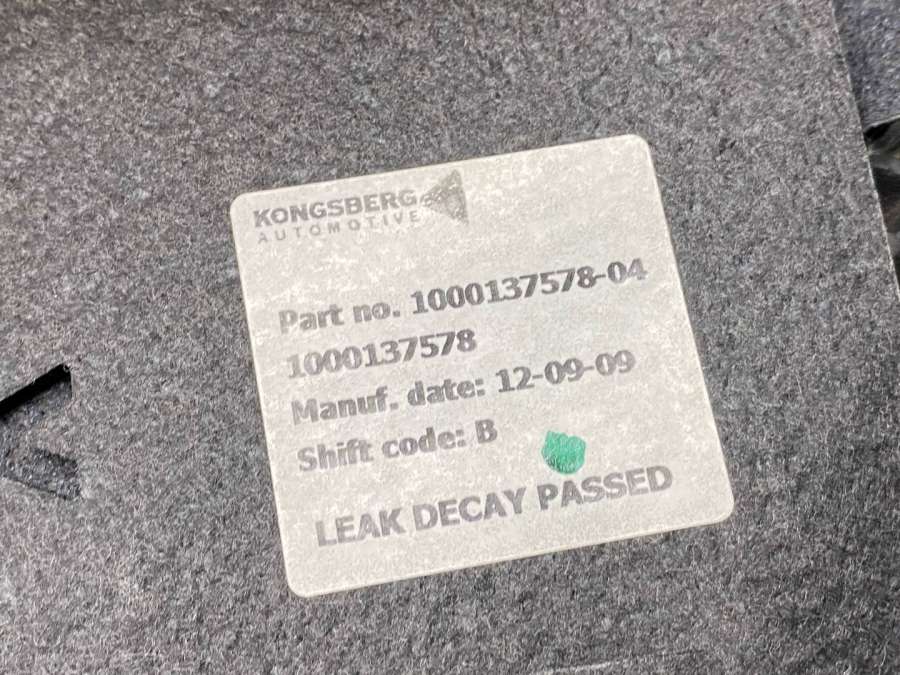 KONGSBERG
AUTOMOTIVE
Part no. 1000137578-04
1000137578
Manuf. date: 12-09-09
Shift code: B
LEAK DECAY PASSED